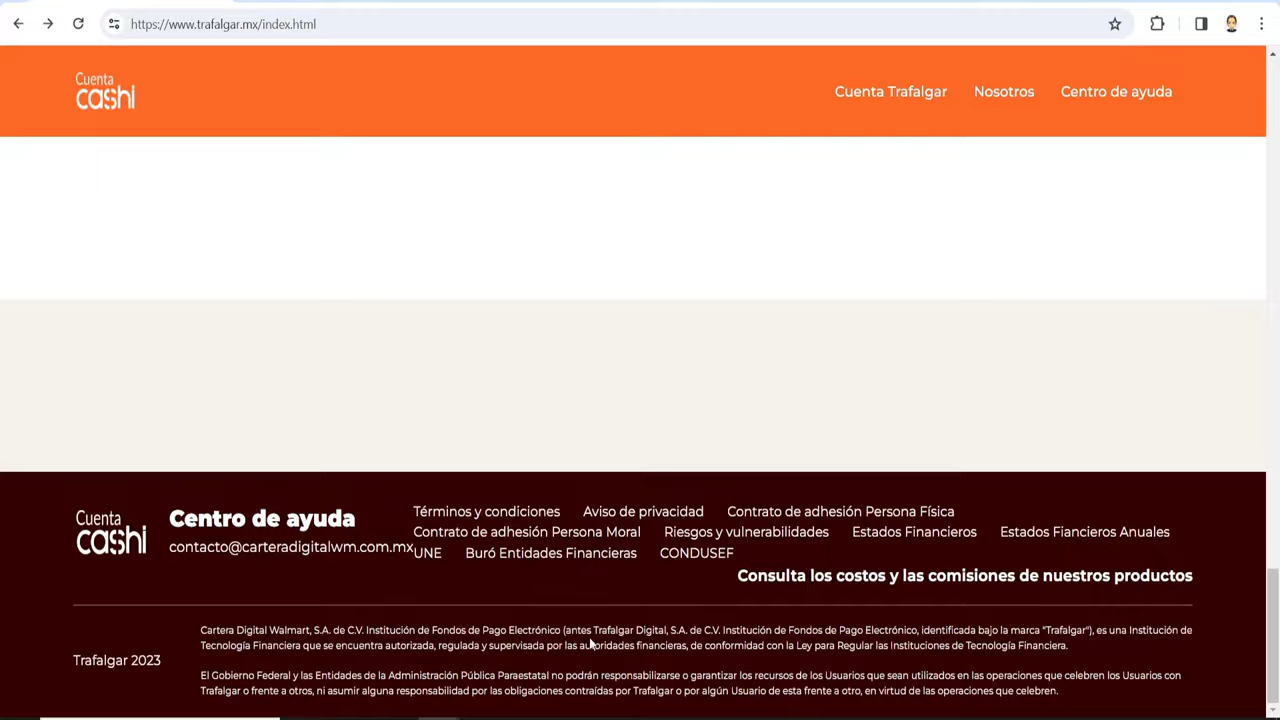 https://www.trafalgar.mx/index.html
Cuenta
cashi
Cuenta Trafalgar
Nosotros
Centro de ayuda
Cuenta
cashi
Centro de ayuda
contacto@carteradigitalwm.com.mx
Términos y condiciones Aviso de privacidad Contrato de adhesión Persona Física
Contrato de adhesión Persona Moral Riesgos y vulnerabilidades Estados Financieros Estados Fiancieros Anuales
UNE Buró Entidades Financieras CONDUSEF
Consulta los costos y las comisiones de nuestros productos
Trafalgar 2023
Cartera Digital Walmart, S.A. de C.V. Institución de Fondos de Pago Electrónico (antes Trafalgar Digital, S.A. de C.V. Institución de Fondos de Pago Electrónico, identificada bajo la marca "Trafalgar"), es una Institución de
Tecnología Financiera que se encuentra autorizada, regulada y supervisada por las autoridades financieras, de conformidad con la Ley para Regular las Instituciones de Tecnología Financiera.
El Gobierno Federal y las Entidades de la Administración Pública Paraestatal no podrán responsabilizarse o garantizar los recursos de los Usuarios que sean utilizados en las operaciones que celebren los Usuarios con
Trafalgar o frente a otros, ni asumir alguna responsabilidad por las obligaciones contraídas por Trafalgar o por algún Usuario de esta frente a otro, en virtud de las operaciones que celebren.